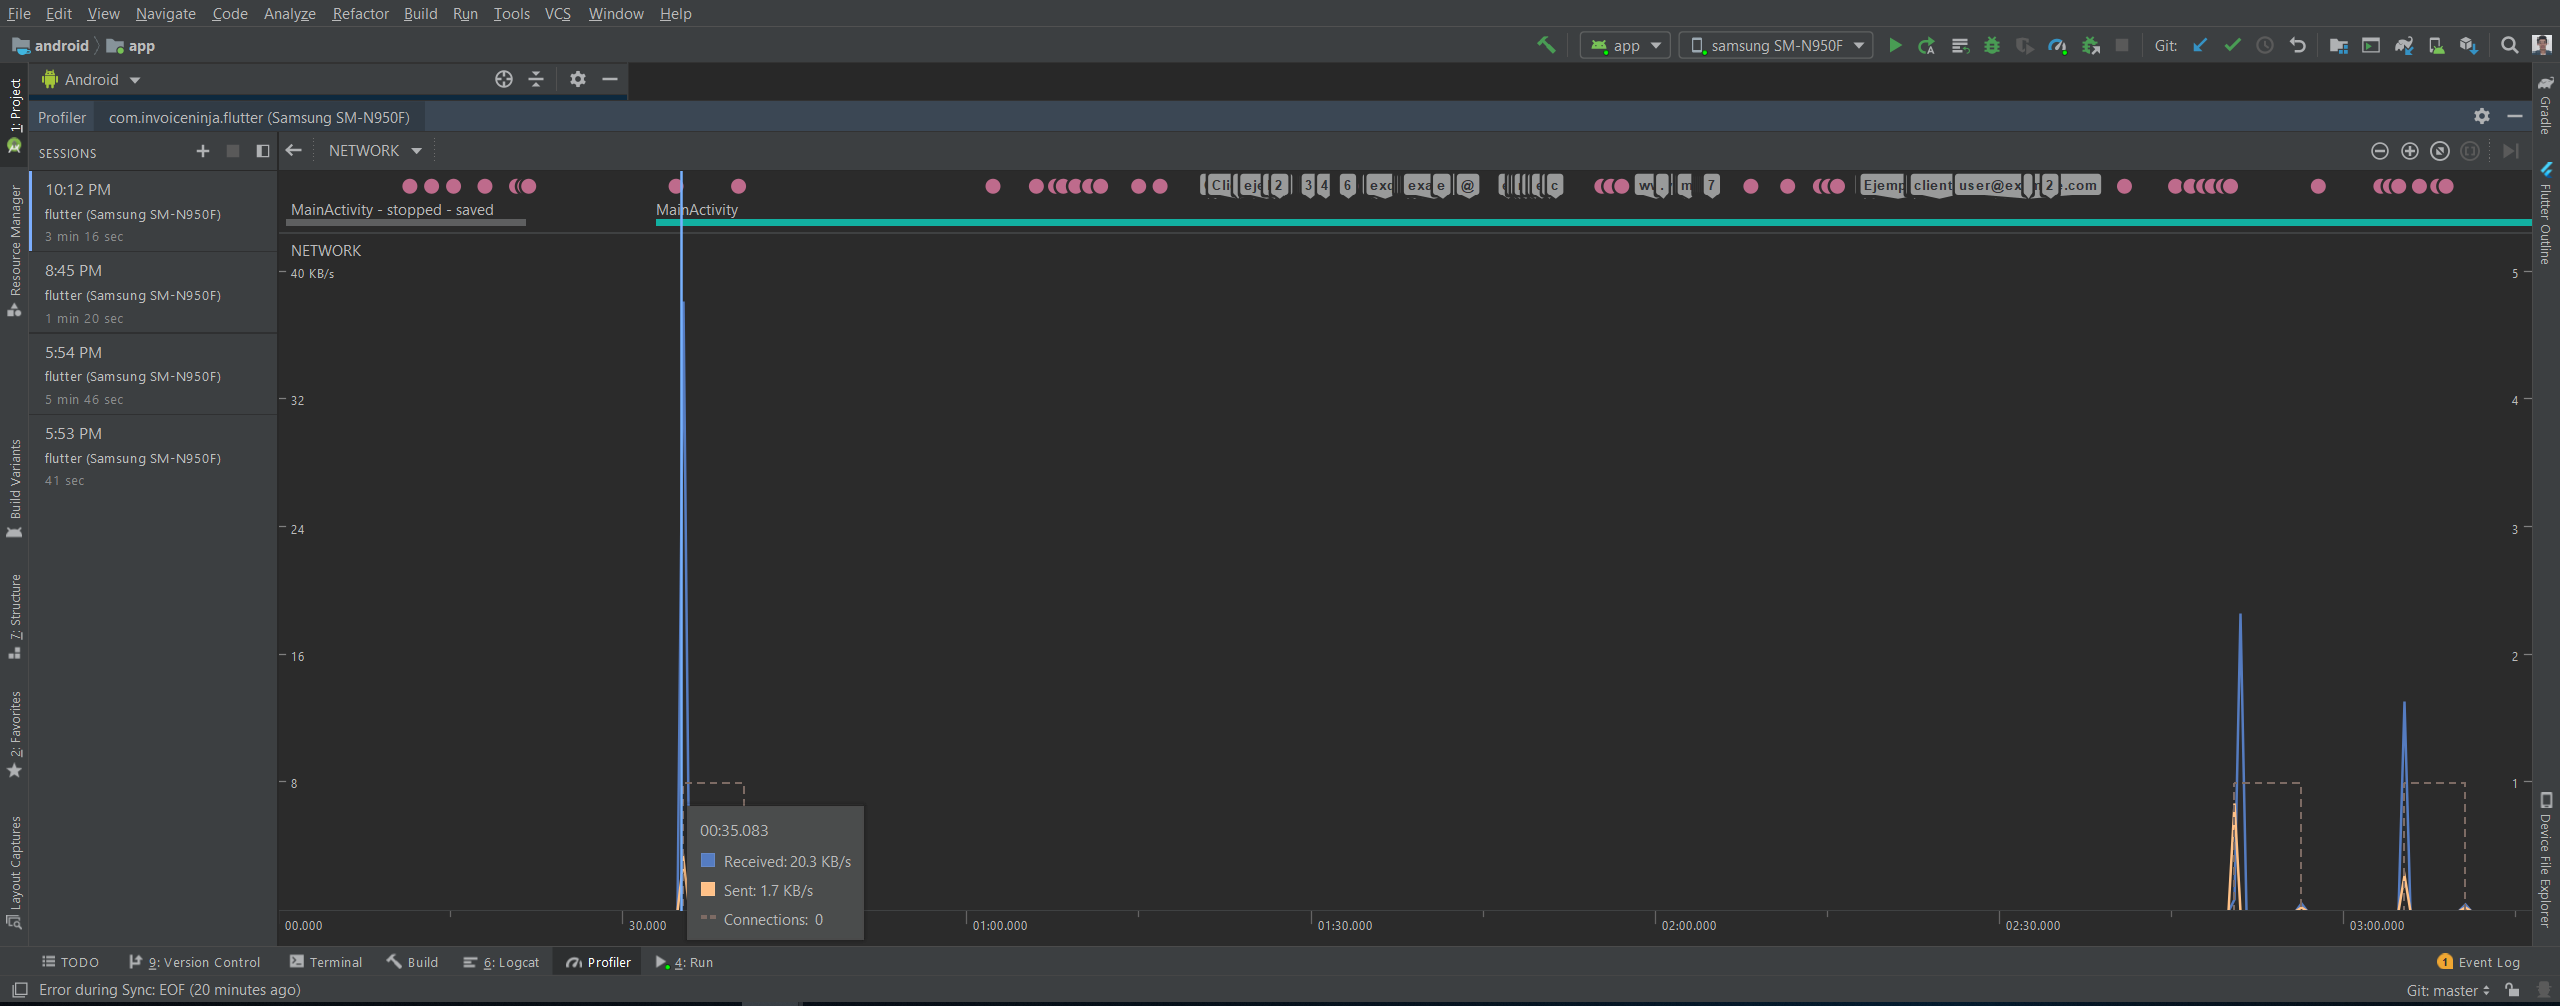 File Edit View Navigate Code Analyze Refactor Build Run Tools VCS Window Help
android app
app samsung SM-N950F Git:
Android
Profiler com.invoiceninja.flutter (Samsung SM-N950F)
SESSIONS
NETWORK
10:12 PM
flutter (Samsung SM-N950F)
3 min 16 sec
8:45 PM
flutter (Samsung SM-N950F)
1 min 20 sec
5:54 PM
flutter (Samsung SM-N950F)
5 min 46 sec
5:53 PM
flutter (Samsung SM-N950F)
41 sec
Cli 2 3 4 6 @ c m 7 Ejemp client user@ex 2 .com
MainActivity - stopped - saved
MainActivity
NETWORK
40 KB/s
32
24
16
8
5
4
3
2
1
00:35.083
Received: 20.3 KB/s
Sent: 1.7 KB/s
Connections: 0
00.000 30.000 01:00.000 01:30.000 02:00.000 02:30.000 03:00.000
1: Project
Resource Manager
Build Variants
7: Structure
2: Favorites
Layout Captures
Gradle
Flutter Outline
Device File Explorer
TODO 9: Version Control Terminal Build 6: Logcat Profiler 4: Run
1 Event Log
Error during Sync: EOF (20 minutes ago)
Git: master